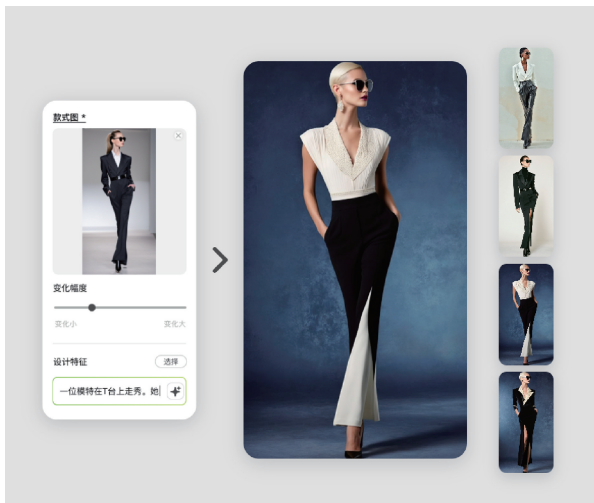 款式图 *
变化幅度
变化小
变化大
设计特征
选择
一位模特在T台上走秀。她